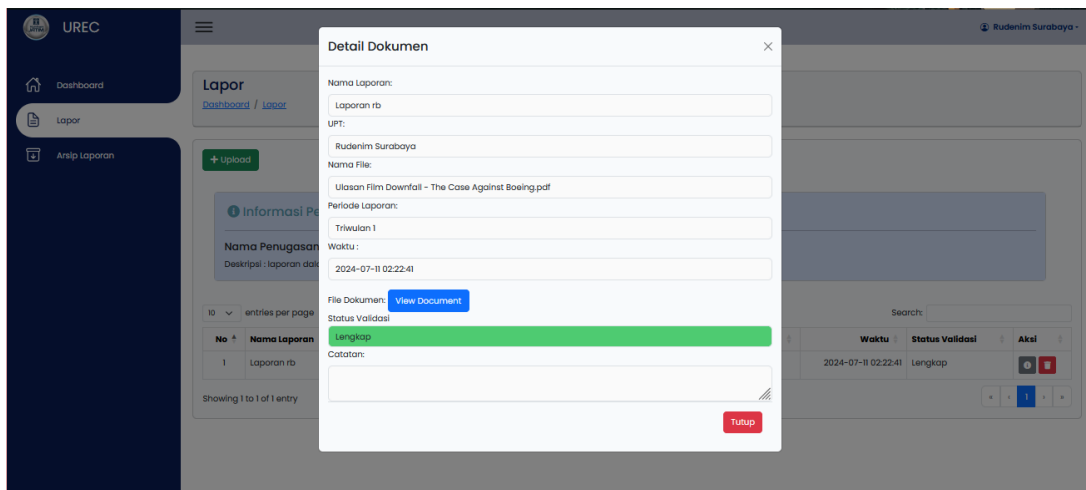 UREC
Rudenim Surabaya
Dashboard
Lapor
Arsip Laporan
Lapor
Dashboard / Lapor
+ Upload
Informasi Pe
Nama Penugasan
Deskripsi : laporan dala
10 entries per page
Search:
No Nama Laporan Waktu Status Validasi Aksi
1 Laporan rb 2024-07-11 02:22:41 Lengkap
Showing 1 to 1 of 1 entry
« ‹ 1 › »
Detail Dokumen
Nama Laporan:
Laporan rb
UPT:
Rudenim Surabaya
Nama File:
Ulasan Film Downfall - The Case Against Boeing.pdf
Periode Laporan:
Triwulan 1
Waktu :
2024-07-11 02:22:41
File Dokumen: View Document
Status Validasi
Lengkap
Catatan:
Tutup